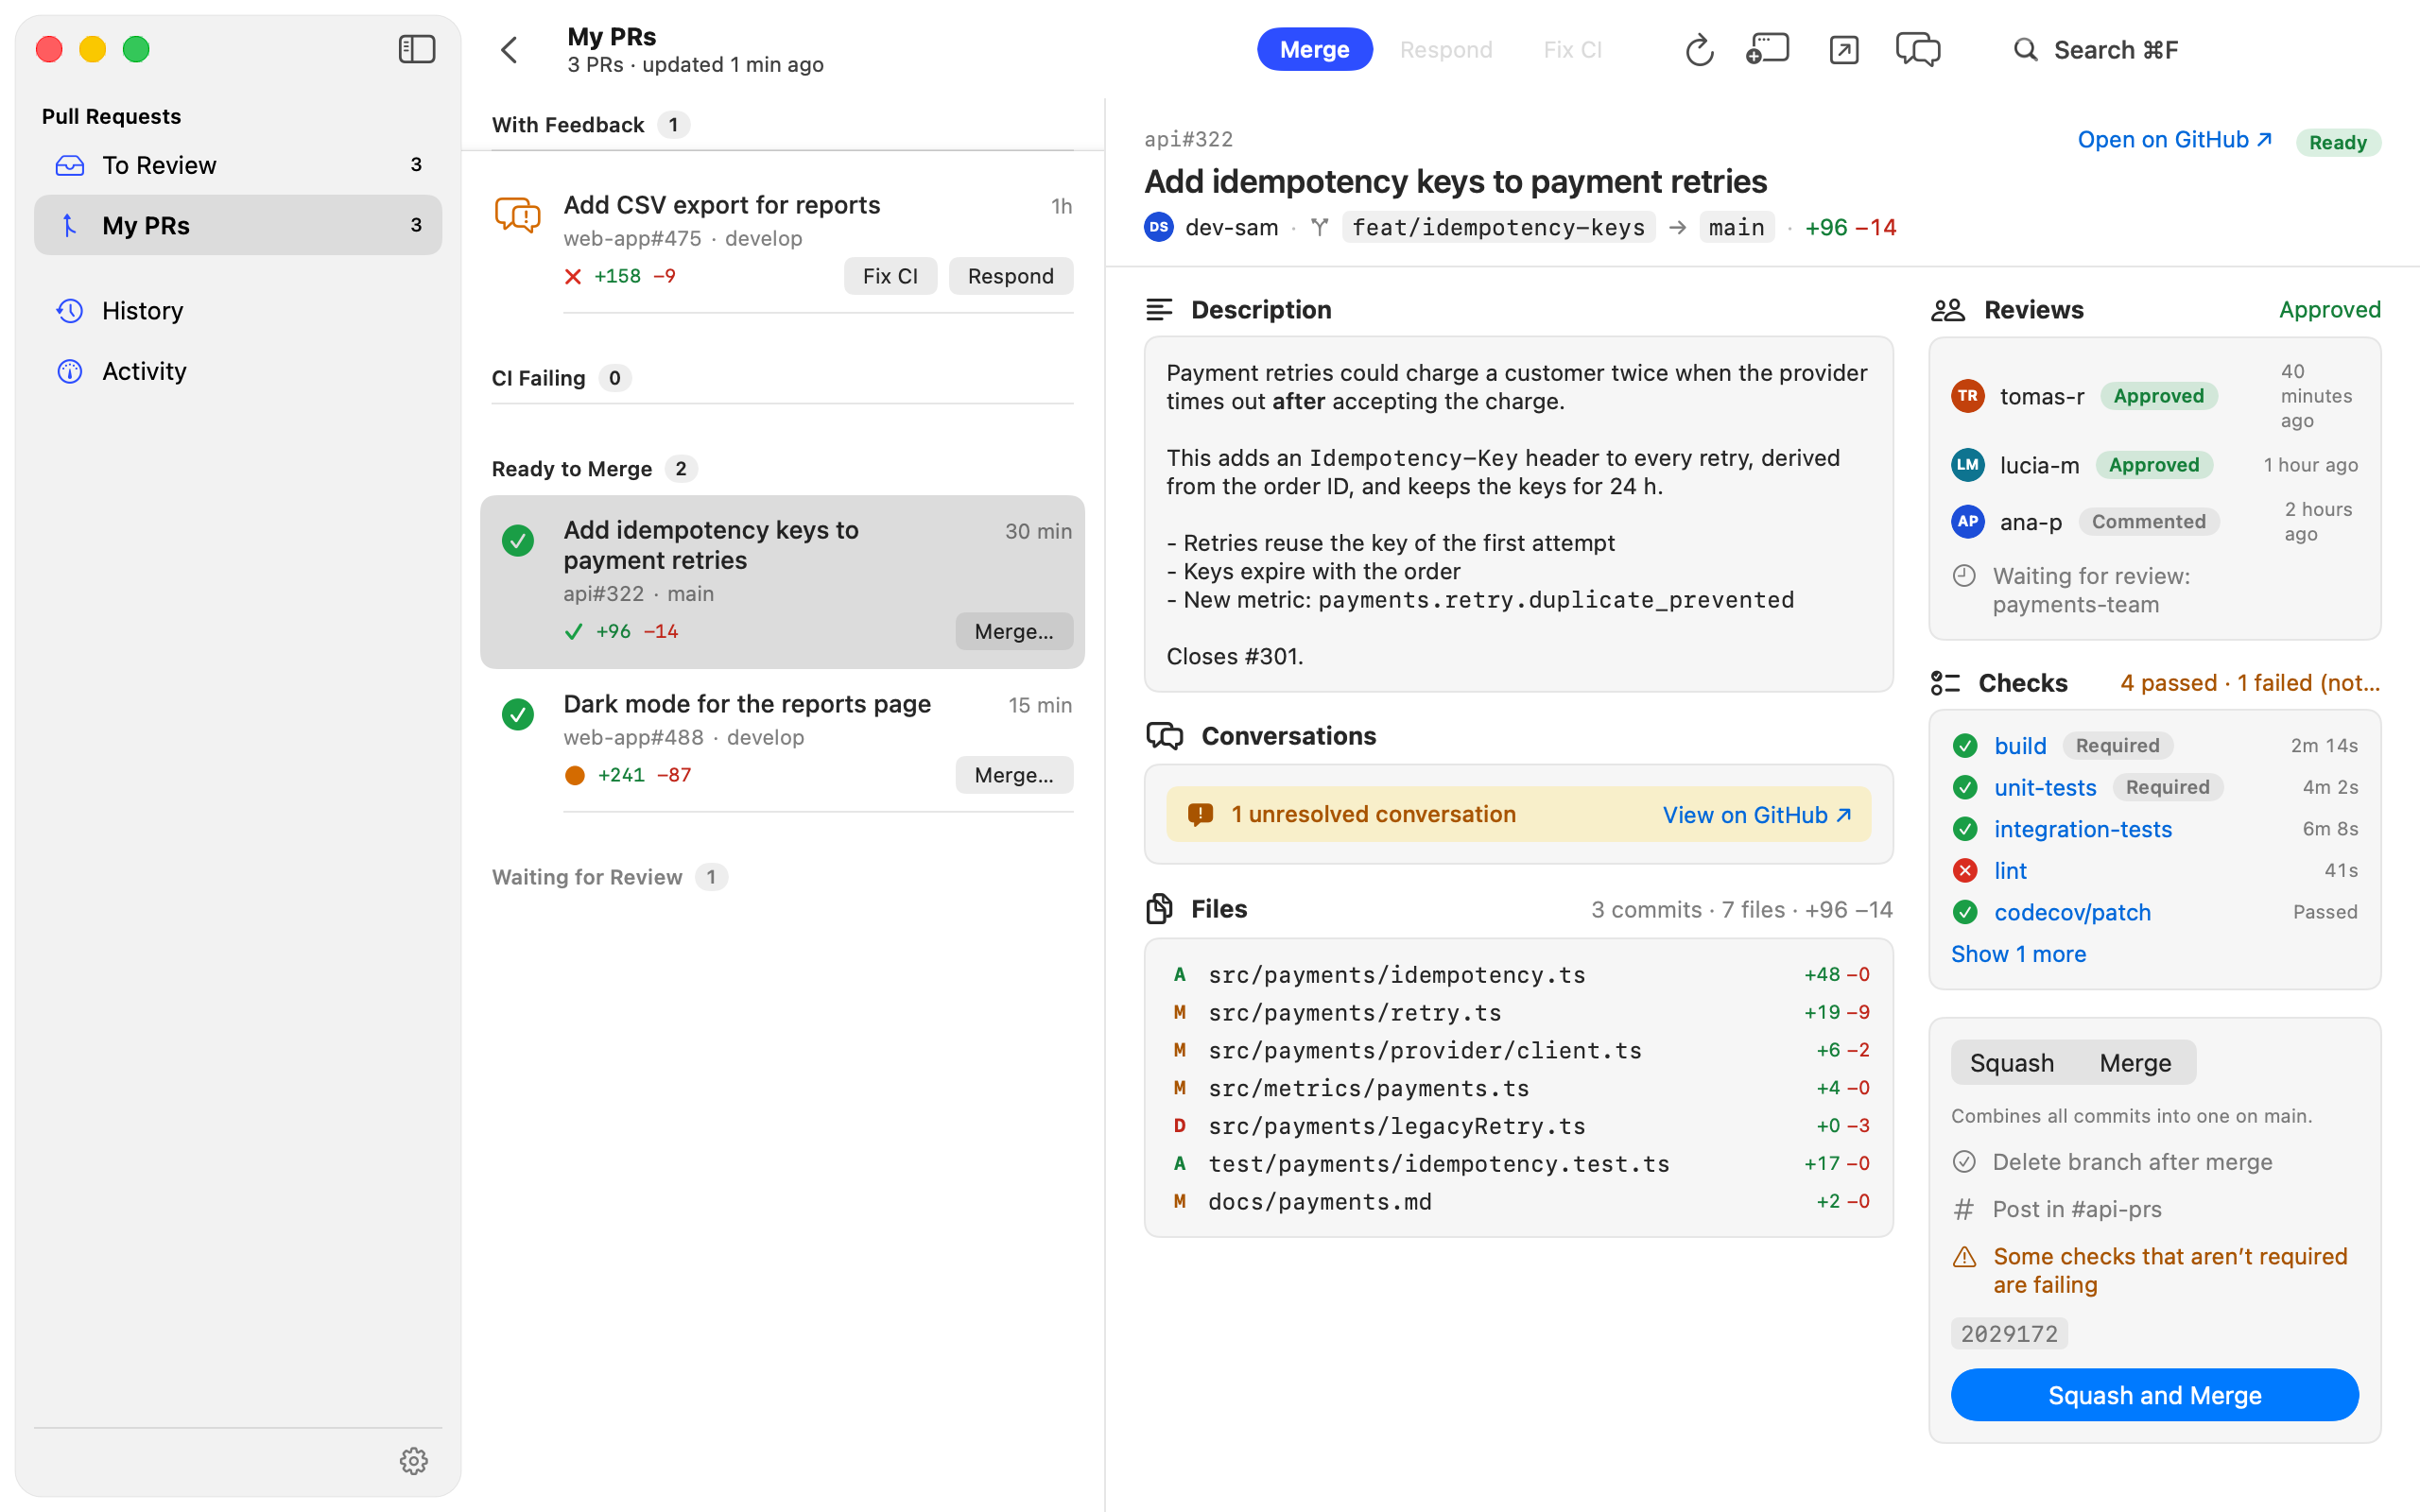 Pull Requests
To Review 3
My PRs 3
History
Activity
My PRs
3 PRs · updated 1 min ago
Merge
Respond
Fix CI
Search ⌘F
With Feedback 1
Add CSV export for reports 1h
web-app#475 · develop
+158 −9 Fix CI Respond
CI Failing 0
Ready to Merge 2
Add idempotency keys to 30 min
payment retries
api#322 · main
+96 −14 Merge...
Dark mode for the reports page 15 min
web-app#488 · develop
+241 −87 Merge...
Waiting for Review 1
api#322
Open on GitHub ↗ Ready
Add idempotency keys to payment retries
DS dev-sam · feat/idempotency-keys → main · +96 −14
Description
Payment retries could charge a customer twice when the provider
times out after accepting the charge.
This adds an Idempotency-Key header to every retry, derived
from the order ID, and keeps the keys for 24 h.
- Retries reuse the key of the first attempt
- Keys expire with the order
- New metric: payments.retry.duplicate_prevented
Closes #301.
Conversations
1 unresolved conversation View on GitHub ↗
Files 3 commits · 7 files · +96 −14
A src/payments/idempotency.ts +48 −0
M src/payments/retry.ts +19 −9
M src/payments/provider/client.ts +6 −2
M src/metrics/payments.ts +4 −0
D src/payments/legacyRetry.ts +0 −3
A test/payments/idempotency.test.ts +17 −0
M docs/payments.md +2 −0
Reviews Approved
TR tomas-r Approved 40 minutes ago
LM lucia-m Approved 1 hour ago
AP ana-p Commented 2 hours ago
Waiting for review:
payments-team
Checks 4 passed · 1 failed (not...
build Required 2m 14s
unit-tests Required 4m 2s
integration-tests 6m 8s
lint 41s
codecov/patch Passed
Show 1 more
Squash Merge
Combines all commits into one on main.
Delete branch after merge
# Post in #api-prs
Some checks that aren’t required
are failing
2029172
Squash and Merge